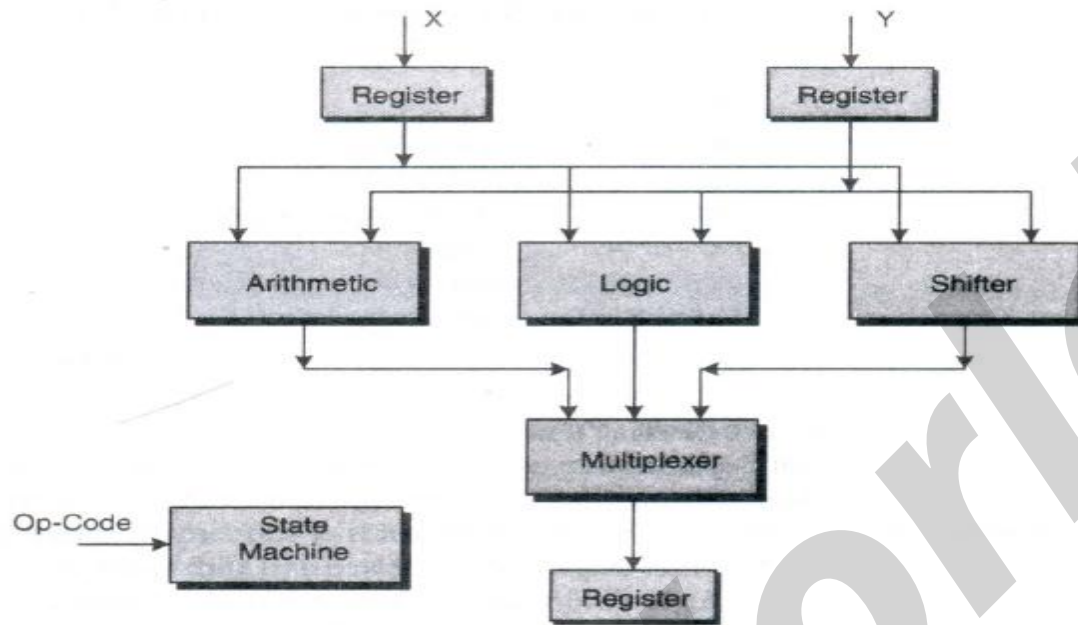 X
Y
Register
Register
Arithmetic
Logic
Shifter
Multiplexer
Op-Code
State
Machine
Register